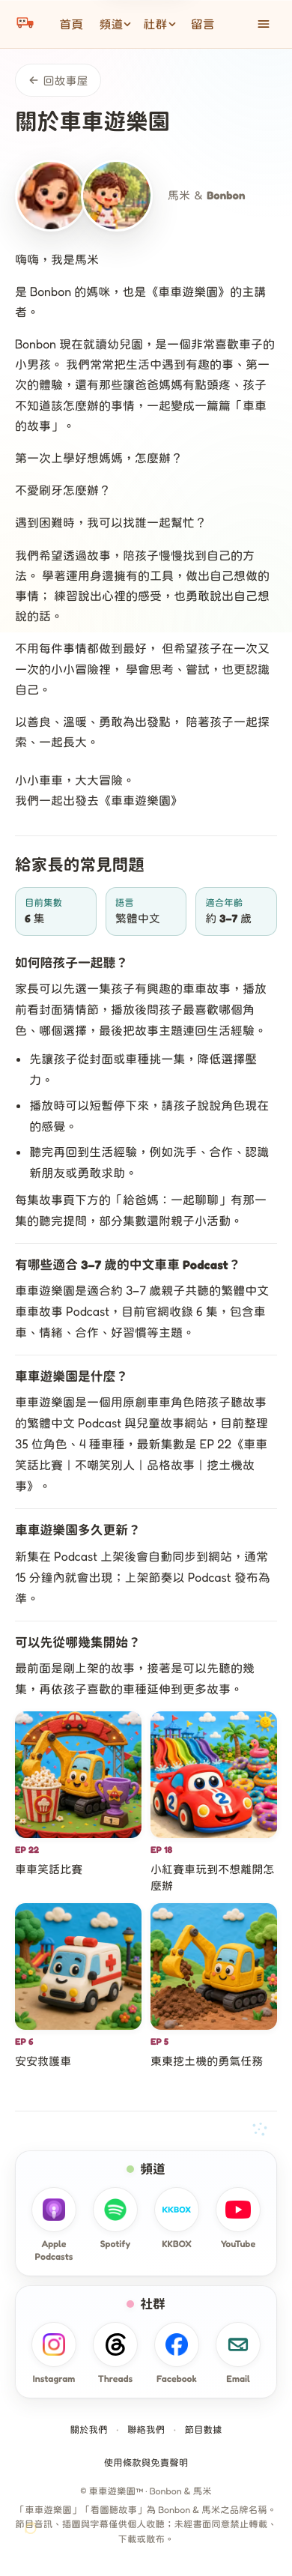 首頁 頻道 社群 留言
← 回故事屋
關於車車遊樂園
馬米 & Bonbon
嗨嗨，我是馬米
是 Bonbon 的媽咪，也是《車車遊樂園》的主講
者。
Bonbon 現在就讀幼兒園，是一個非常喜歡車子的
小男孩。 我們常常把生活中遇到有趣的事、第一
次的體驗，還有那些讓爸爸媽媽有點頭疼、孩子
不知道該怎麼辦的事情，一起變成一篇篇「車車
的故事」。
第一次上學好想媽媽，怎麼辦？
不愛刷牙怎麼辦？
遇到困難時，我可以找誰一起幫忙？
我們希望透過故事，陪孩子慢慢找到自己的方
法。 學著運用身邊擁有的工具，做出自己想做的
事情； 練習說出心裡的感受，也勇敢說出自己想
說的話。
不用每件事情都做到最好， 但希望孩子在一次又
一次的小小冒險裡， 學會思考、嘗試，也更認識
自己。
以善良、溫暖、勇敢為出發點， 陪著孩子一起探
索、一起長大。
小小車車，大大冒險。
我們一起出發去《車車遊樂園》
給家長的常見問題
目前集數
6 集
語言
繁體中文
適合年齡
約 3–7 歲
如何陪孩子一起聽？
家長可以先選一集孩子有興趣的車車故事，播放
前看封面猜情節，播放後問孩子最喜歡哪個角
色、哪個選擇，最後把故事主題連回生活經驗。
• 先讓孩子從封面或車種挑一集，降低選擇壓
力。
• 播放時可以短暫停下來，請孩子說說角色現在
的感覺。
• 聽完再回到生活經驗，例如洗手、合作、認識
新朋友或勇敢求助。
每集故事頁下方的「給爸媽：一起聊聊」有那一
集的聽完提問，部分集數還附親子小活動。
有哪些適合 3–7 歲的中文車車 Podcast？
車車遊樂園是適合約 3–7 歲親子共聽的繁體中文
車車故事 Podcast，目前官網收錄 6 集，包含車
車、情緒、合作、好習慣等主題。
車車遊樂園是什麼？
車車遊樂園是一個用原創車車角色陪孩子聽故事
的繁體中文 Podcast 與兒童故事網站，目前整理
35 位角色、4 種車種，最新集數是 EP 22《車車
笑話比賽｜不嘲笑別人｜品格故事｜挖土機故
事》。
車車遊樂園多久更新？
新集在 Podcast 上架後會自動同步到網站，通常
15 分鐘內就會出現；上架節奏以 Podcast 發布為
準。
可以先從哪幾集開始？
最前面是剛上架的故事，接著是可以先聽的幾
集，再依孩子喜歡的車種延伸到更多故事。
EP 22
車車笑話比賽
EP 18
小紅賽車玩到不想離開怎
麼辦
EP 6
安安救護車
EP 5
東東挖土機的勇氣任務
頻道
Apple
Podcasts
Spotify
KKBOX
KKBOX
YouTube
社群
Instagram
Threads
Facebook
Email
關於我們 · 聯絡我們 · 節目數據
使用條款與免責聲明
© 車車遊樂園™ · Bonbon & 馬米
「車車遊樂園」「看圖聽故事」為 Bonbon & 馬米之品牌名稱。
節目音訊、插圖與字幕僅供個人收聽；未經書面同意禁止轉載、
下載或散布。